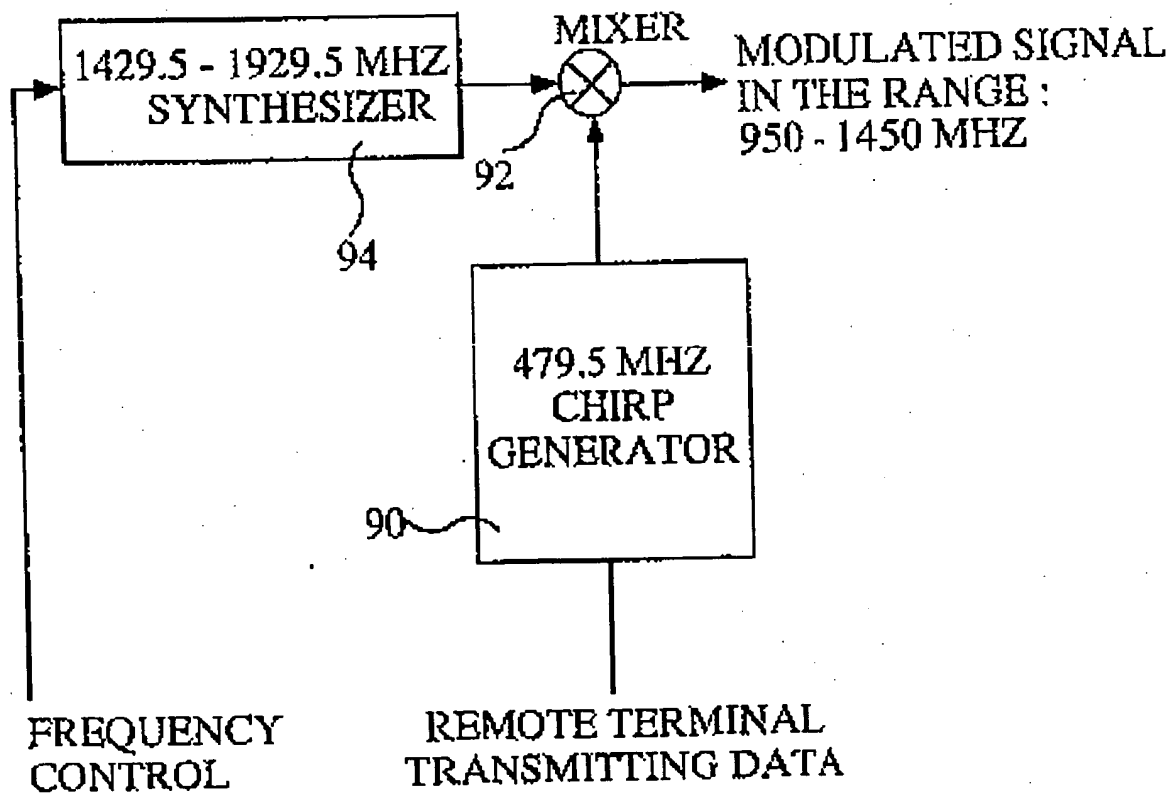 1429.5 - 1929.5 MHZ
SYNTHESIZER
94
MIXER
92
MODULATED SIGNAL
IN THE RANGE :
950 - 1450 MHZ
479.5 MHZ
CHIRP
GENERATOR
90
FREQUENCY
CONTROL
REMOTE TERMINAL
TRANSMITTING DATA